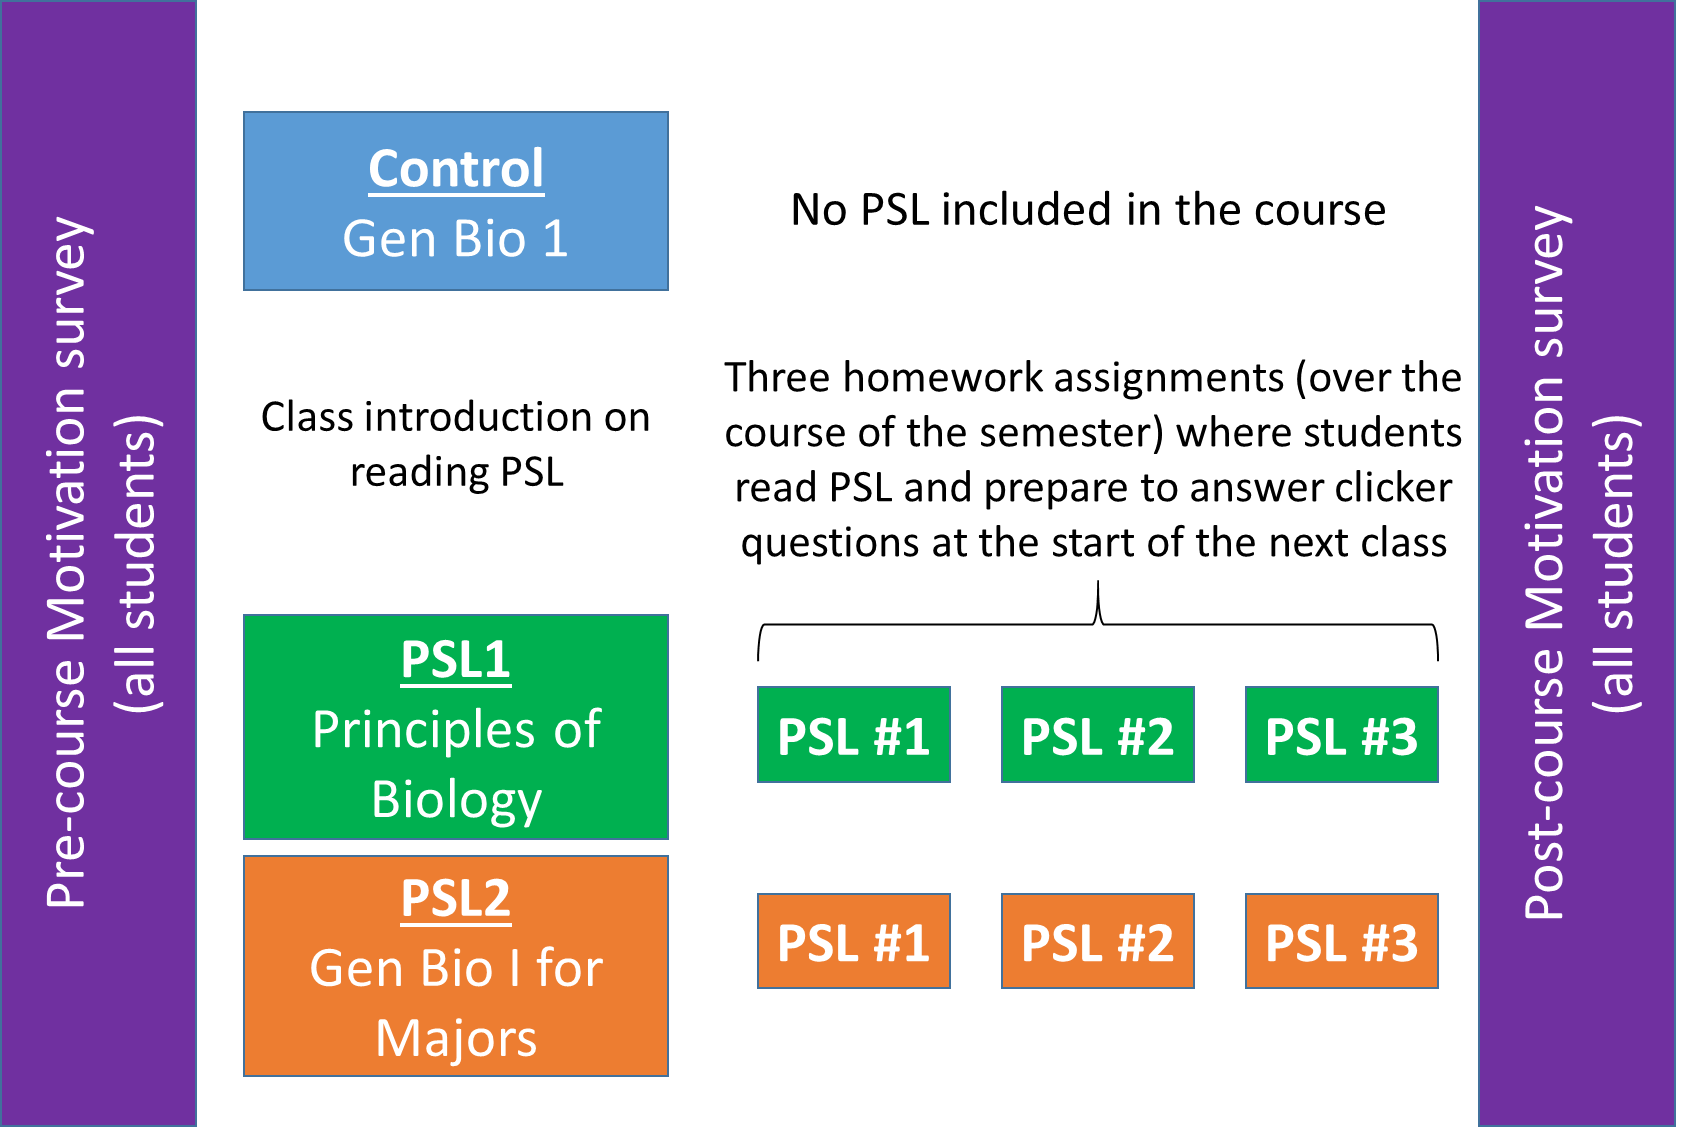 Pre-course Motivation survey
(all students)
Control
Gen Bio 1
No PSL included in the course
Class introduction on
reading PSL
Three homework assignments (over the
course of the semester) where students
read PSL and prepare to answer clicker
questions at the start of the next class
PSL1
Principles of
Biology
PSL #1
PSL #2
PSL #3
PSL2
Gen Bio I for
Majors
PSL #1
PSL #2
PSL #3
Post-course Motivation survey
(all students)